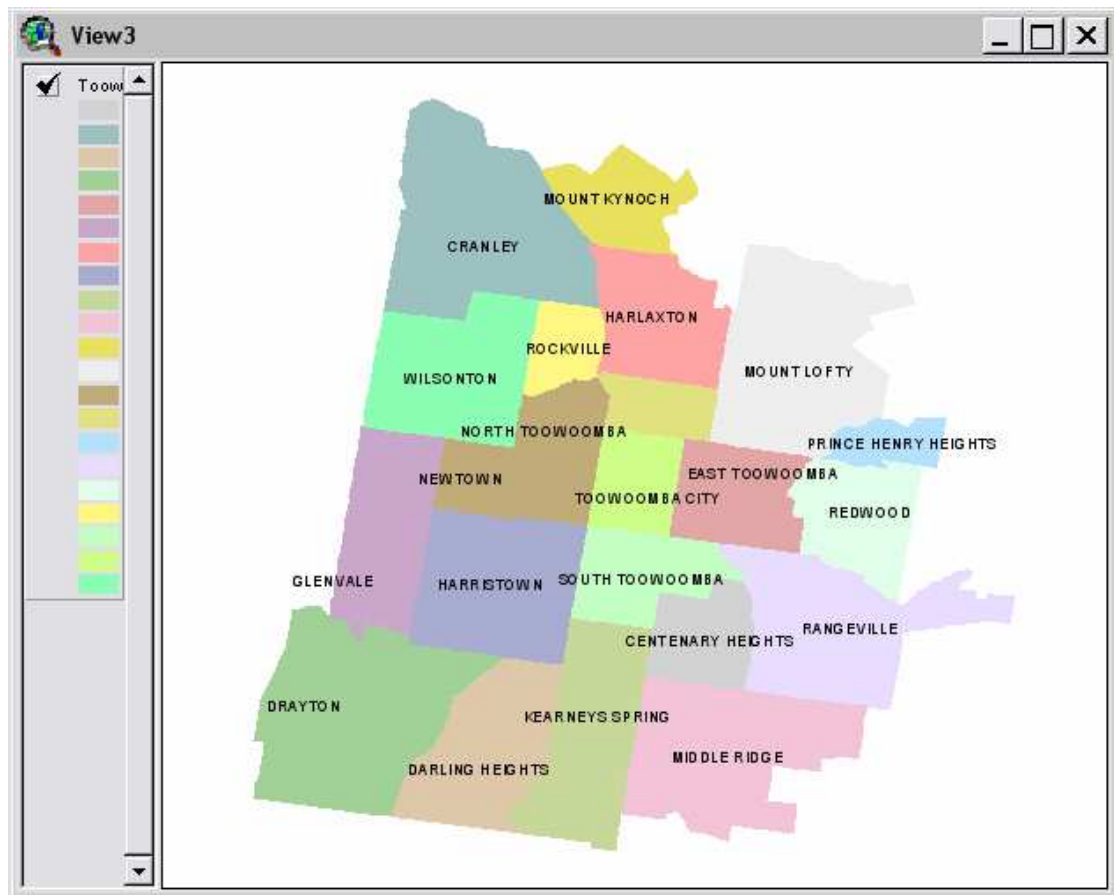 View3
Toow
MOUNT KYNOCH
CRANLEY
HARLAXTON
ROCKVILLE
MOUNT LOFTY
WILSONTON
NORTH TOOWOOMBA
PRINCE HENRY HEIGHTS
NEWTOWN
EAST TOOWOOMBA
TOOWOOMBA CITY
REDWOOD
GLENVALE
HARRISTOWN
SOUTH TOOWOOMBA
CENTENARY HEIGHTS
RANGEVILLE
DRAYTON
KEARNEYS SPRING
MIDDLE RIDGE
DARLING HEIGHTS